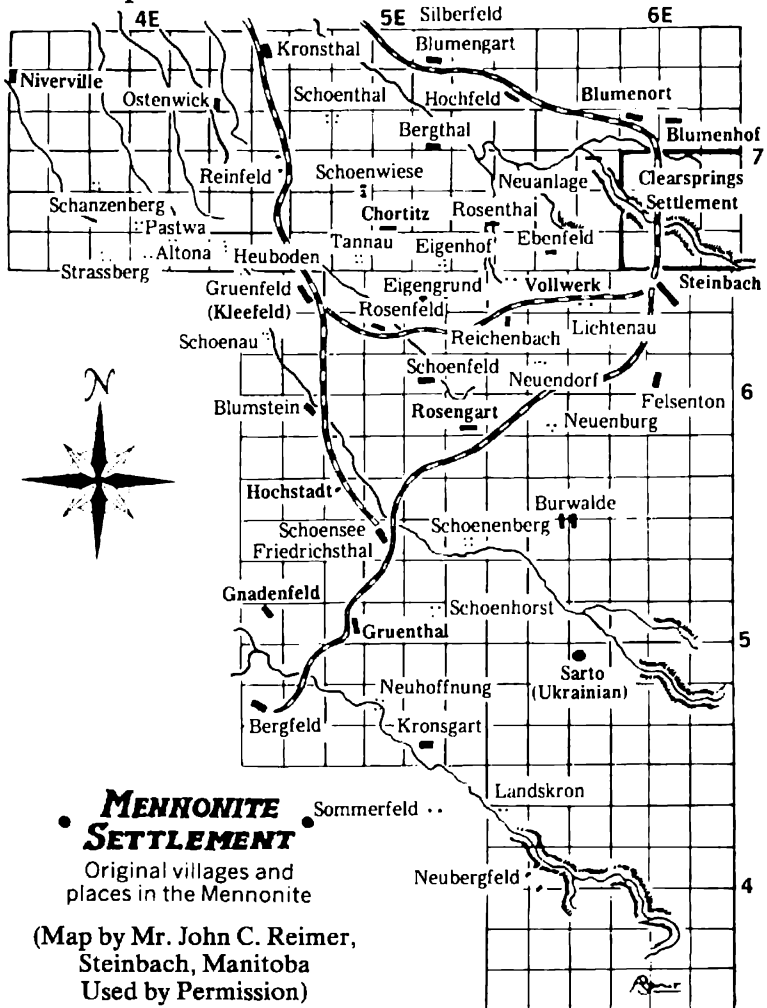 4E
5E
Silberfeld
6E
Kronsthal
Blumengart
Niverville
Ostenwick
Schoenthal
Hochfeld
Blumenort
Bergthal
Blumenhof
7
Reinfeld
Schoenwiese
Neuanlage
Clearsprings
Settlement
Schanzenberg
Pastwa
Chortitz
Rosenthal
Tannau
Eigenhof
Ebenfeld
Altona
Heuboden
Strassberg
Gruenfeld
(Kleefeld)
Eigengrund
Vollwerk
Steinbach
Rosenfeld
Schoenau
Reichenbach
Lichtenau
Schoenfeld
Neuendorf
6
Blumstein
Rosengart
Felsenton
Neuenburg
N
Hochstadt
Burwalde
Schoensee
Friedrichsthal
Schoenenberg
Gnadenfeld
Schoenhorst
Gruenthal
5
Sarto
(Ukrainian)
Neuhoffnung
Bergfeld
Kronsgart
Landskron
MENNONITE
SETTLEMENT
Sommerfeld
Original villages and
places in the Mennonite
Neubergfeld
4
(Map by Mr. John C. Reimer,
Steinbach, Manitoba
Used by Permission)